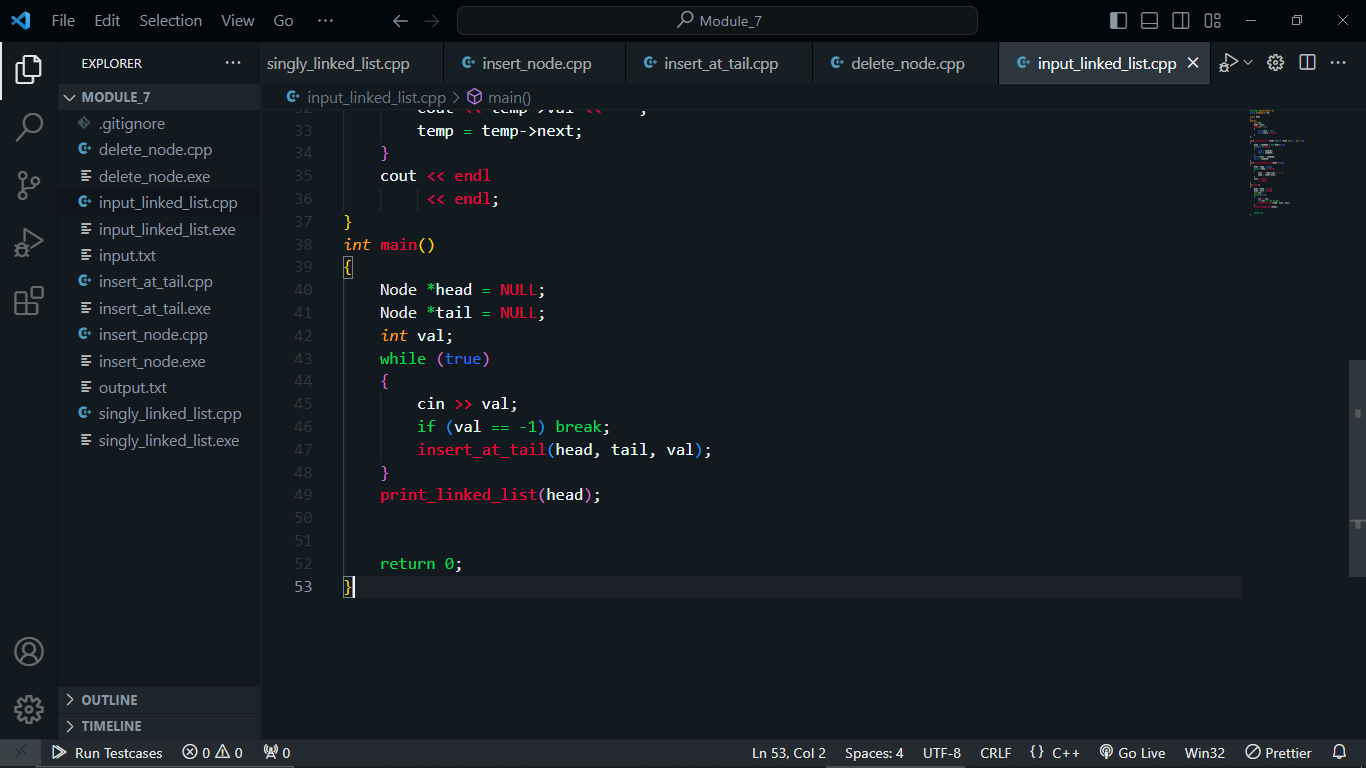 File Edit Selection View Go ··· Module_7
EXPLORER ···
MODULE_7
.gitignore
delete_node.cpp
delete_node.exe
input_linked_list.cpp
input_linked_list.exe
input.txt
insert_at_tail.cpp
insert_at_tail.exe
insert_node.cpp
insert_node.exe
output.txt
singly_linked_list.cpp
singly_linked_list.exe
OUTLINE
TIMELINE
singly_linked_list.cpp insert_node.cpp insert_at_tail.cpp delete_node.cpp input_linked_list.cpp
input_linked_list.cpp > main()
33 temp = temp->next;
34 }
35 cout << endl
36 << endl;
37 }
38 int main()
39 {
40 Node *head = NULL;
41 Node *tail = NULL;
42 int val;
43 while (true)
44 {
45 cin >> val;
46 if (val == -1) break;
47 insert_at_tail(head, tail, val);
48 }
49 print_linked_list(head);
50
51
52 return 0;
53 }
Run Testcases 0 0 0 Ln 53, Col 2 Spaces: 4 UTF-8 CRLF {} C++ Go Live Win32 Prettier